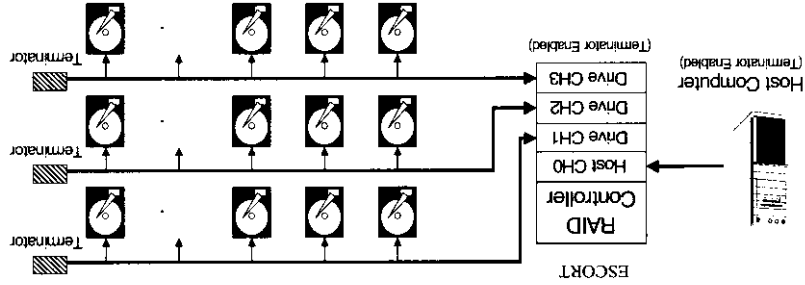 ESCORT
RAID
Controller
Host CH0
Drive CH1
Drive CH2
Drive CH3
(Terminator Enabled)
Host Computer
(Terminator Enabled)
Terminator
Terminator
Terminator